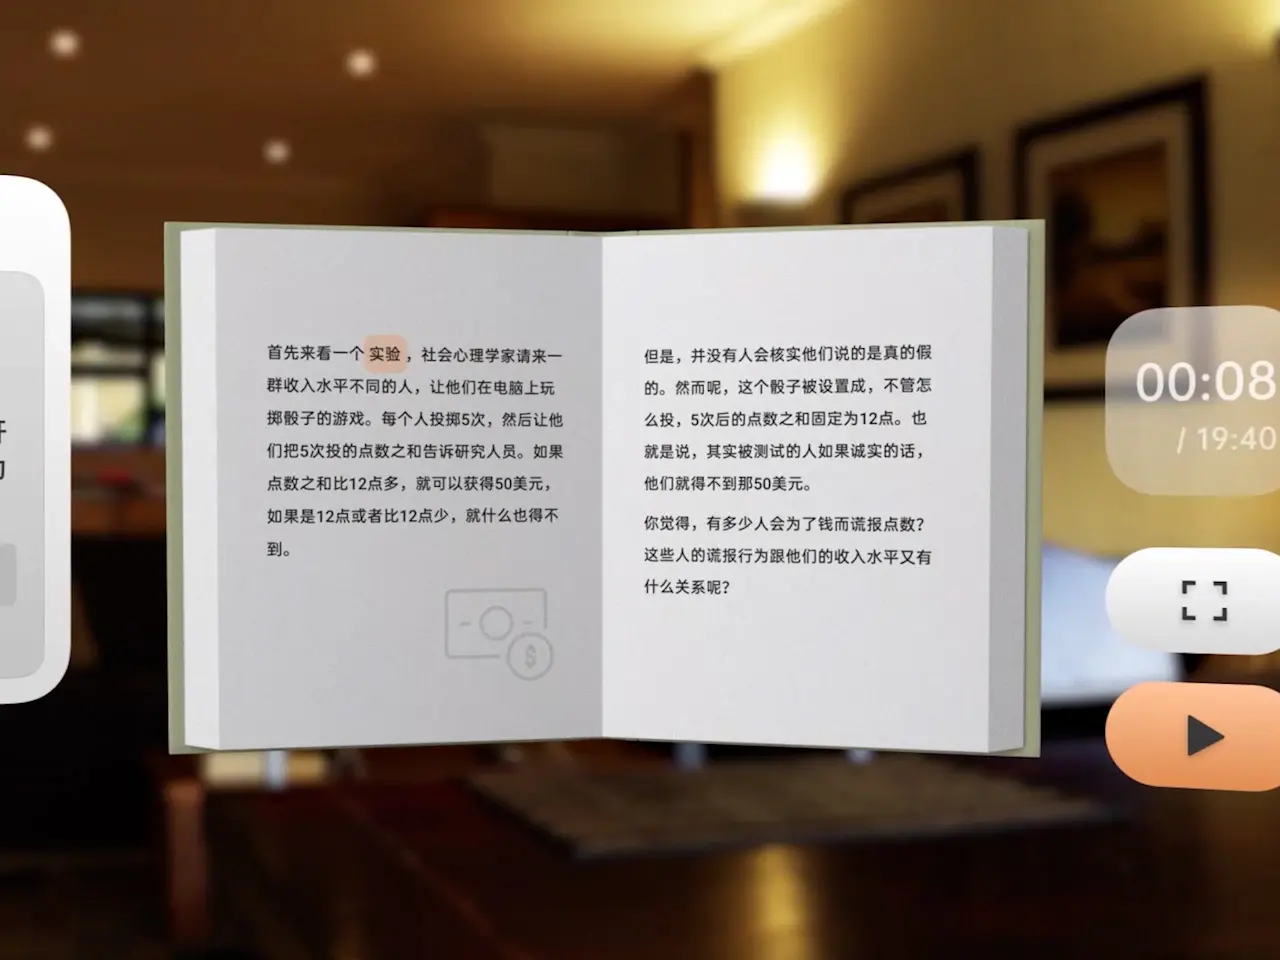 首先来看一个 实验 ，社会心理学家请来一
群收入水平不同的人，让他们在电脑上玩
掷骰子的游戏。每个人投掷5次，然后让他
们把5次投的点数之和告诉研究人员。如果
点数之和比12点多，就可以获得50美元，
如果是12点或者比12点少，就什么也得不
到。
$
但是，并没有人会核实他们说的是真的假
的。然而呢，这个骰子被设置成，不管怎
么投，5次后的点数之和固定为12点。也
就是说，其实被测试的人如果诚实的话，
他们就得不到那50美元。
你觉得，有多少人会为了钱而谎报点数？
这些人的谎报行为跟他们的收入水平又有
什么关系呢？
00:08
/ 19:40